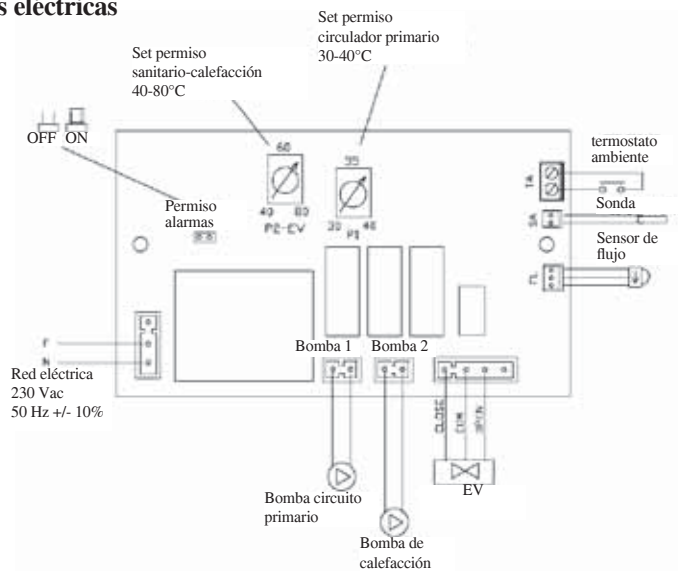 s eléctricas
Set permiso
circulador primario
30-40°C
Set permiso
sanitario-calefacción
40-80°C
OFF ON
60
40 80
P2-EV
35
30 40
P1
Permiso
alarmas
termostato
ambiente
TA
Sonda
SA
Sensor de
flujo
FL
F
N
Red eléctrica
230 Vac
50 Hz +/- 10%
Bomba 1
Bomba 2
CLOSE
COM
OPEN
EV
Bomba circuito
primario
Bomba de
calefacción